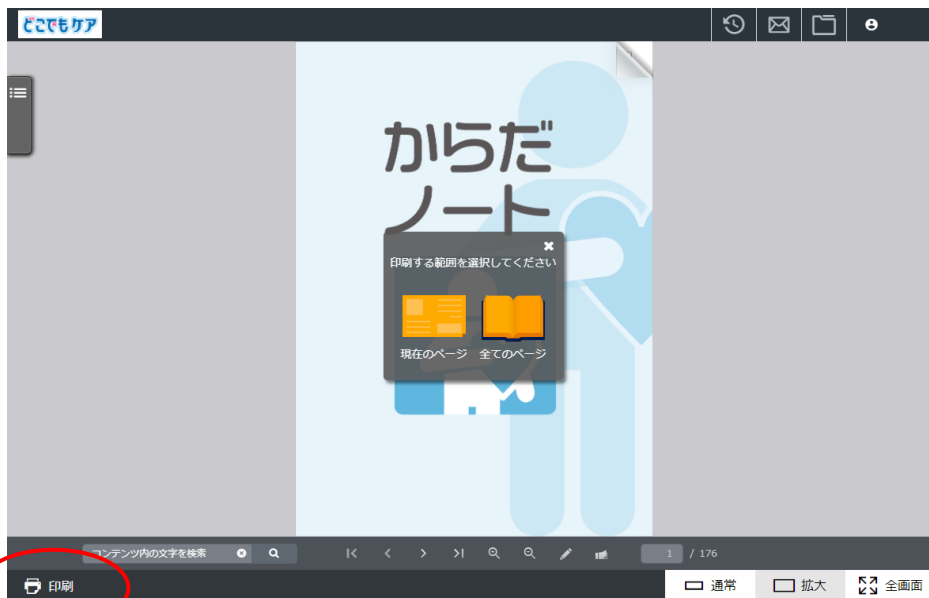 どこでもケア
からだ
ノート
印刷する範囲を選択してください
現在のページ 全てのページ
コンテンツ内の文字を検索
1 / 176
印刷
通常 拡大 全画面